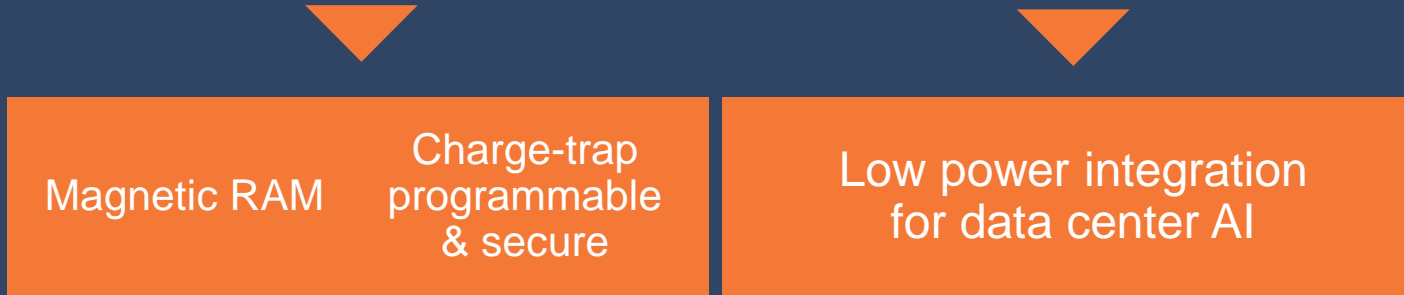 Magnetic RAM
Charge-trap
programmable
& secure
Low power integration
for data center AI